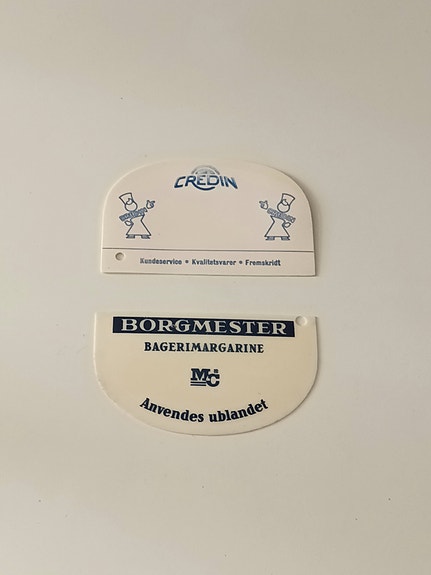 CREDIN
Kundeservice • Kvalitetsvarer • Fremskridt
BORGMESTER
BAGERIMARGARINE
Anvendes ublandet